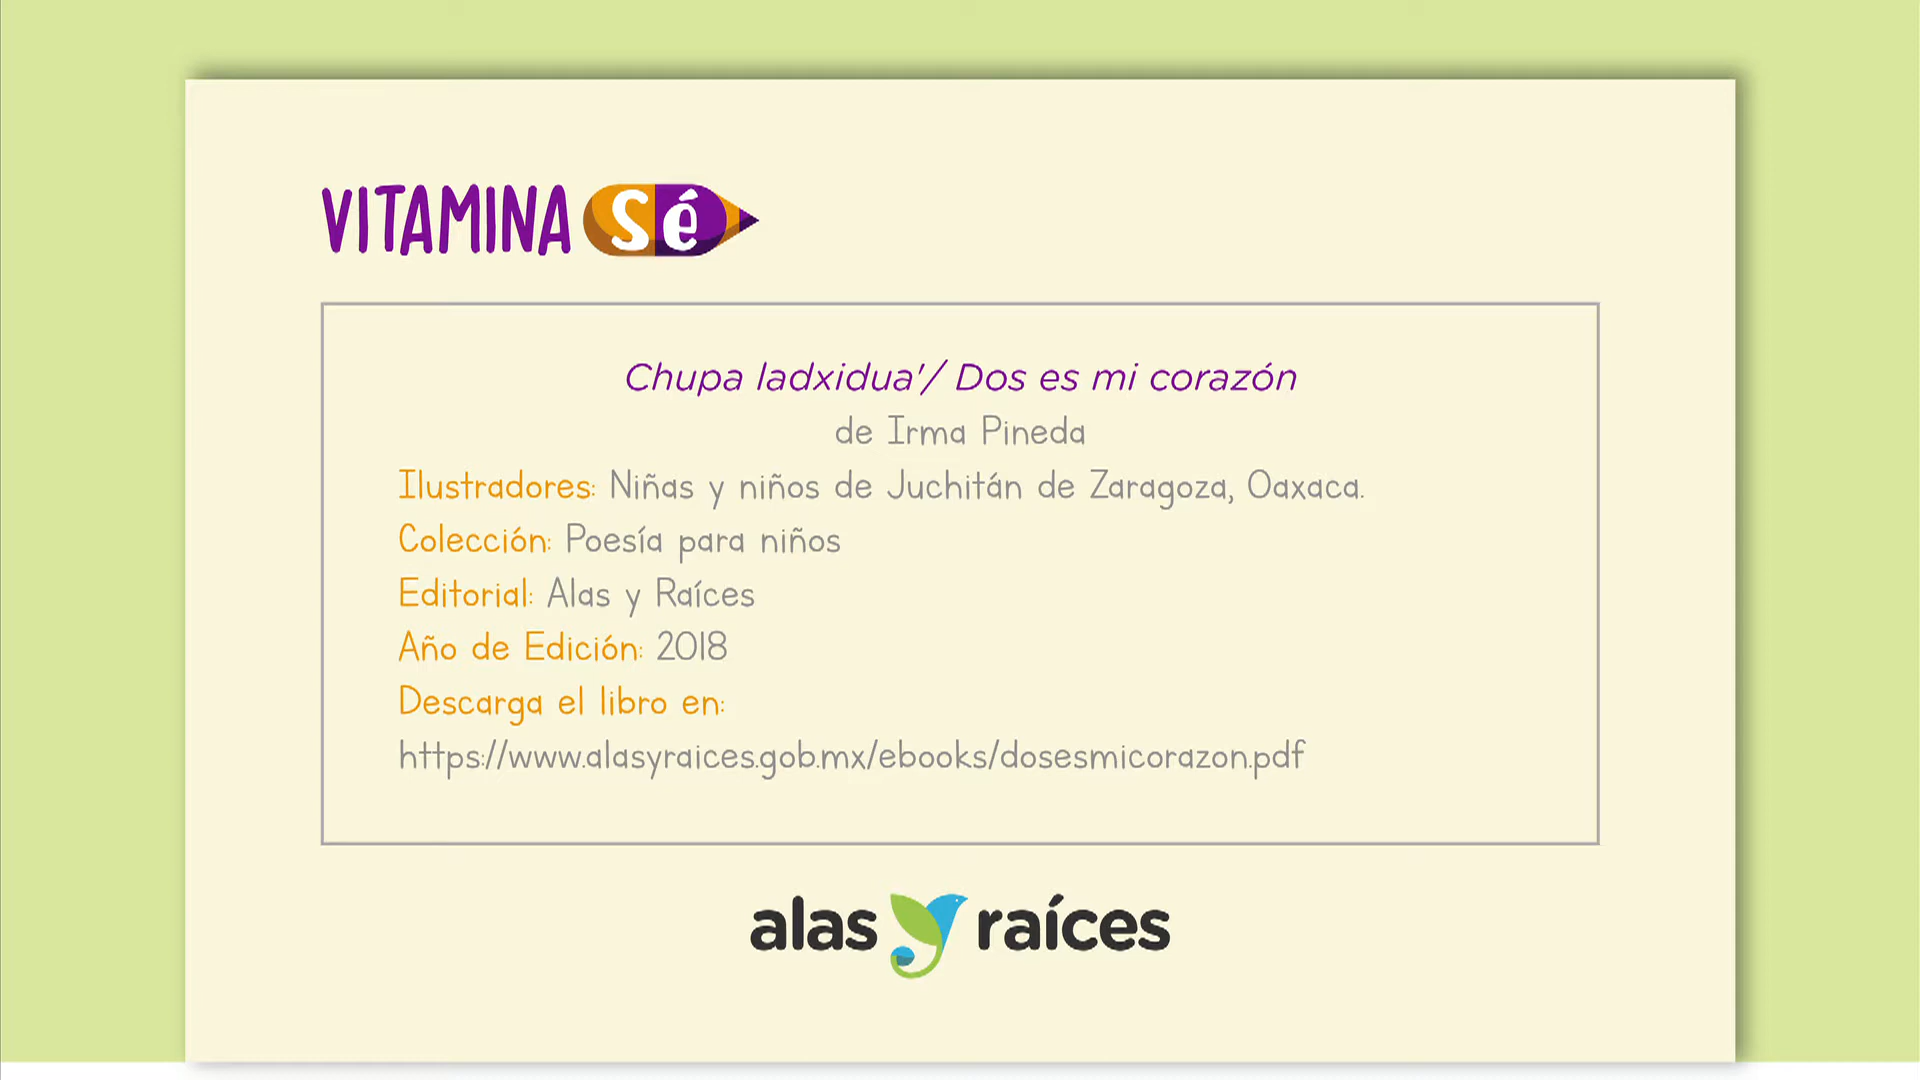 VITAMINA Sé
Chupa ladxidua'/ Dos es mi corazón
de Irma Pineda
Ilustradores: Niñas y niños de Juchitán de Zaragoza, Oaxaca.
Colección: Poesía para niños
Editorial: Alas y Raíces
Año de Edición: 2018
Descarga el libro en:
https://www.alasyraices.gob.mx/ebooks/dosesmicorazon.pdf
alas y raíces